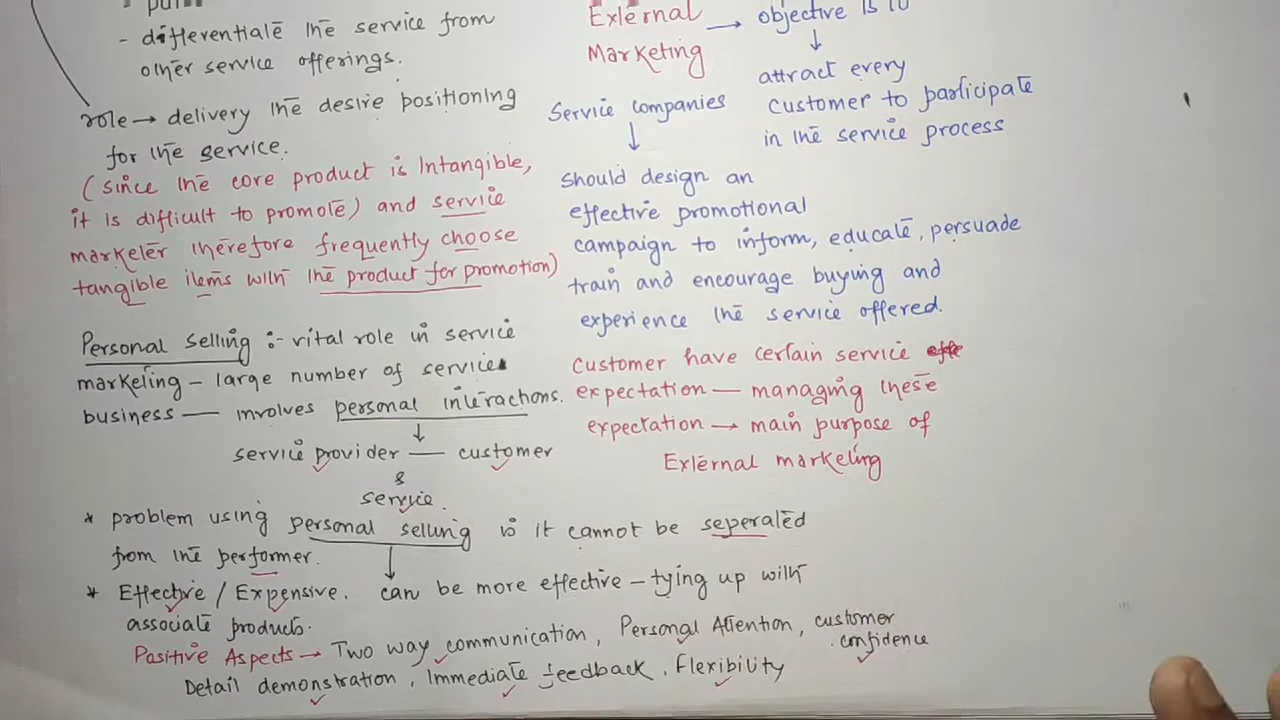 - differentiate the service from
other service offerings.
role → delivery the desire positioning
for the service.
(since the core product is Intangible,
it is difficult to promote) and service
marketer therefore frequently choose
tangible items with the product for promotion)
Personal selling :- vital role in service
marketing - large number of service
business — involves personal interactions.
↓
service provider — customer
&
service.
* problem using personal selling is it cannot be seperated
from the performer.
* Effective / Expensive. can be more effective - tying up with
associate products.
Positive Aspects → Two way communication, Personal Attention, customer
confidence
Detail demonstration, Immediate feedback, Flexibility
External → objective is to
Marketing
↓
attract every
customer to participate
in the service process
Service companies
↓
should design an
effective promotional
campaign to inform, educate, persuade
train and encourage buying and
experience the service offered.
customer have certain service
expectation — managing these
expectation → main purpose of
External marketing